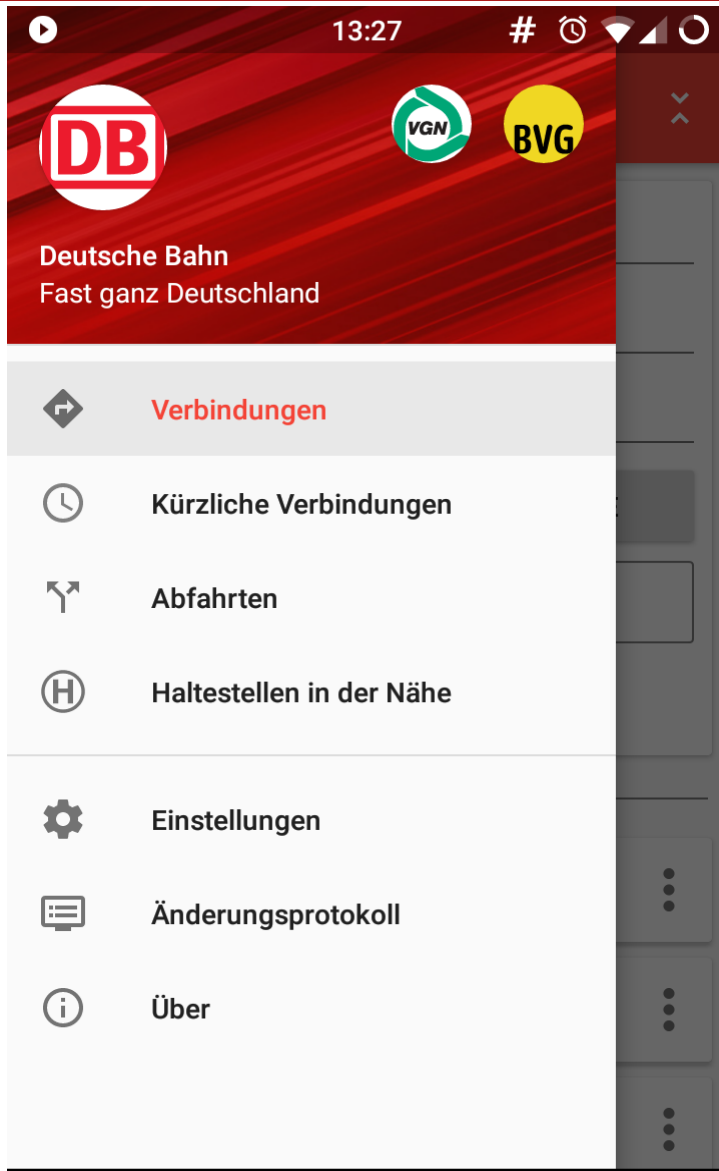 13:27
#
DB
VGN
BVG
Deutsche Bahn
Fast ganz Deutschland
Verbindungen
Kürzliche Verbindungen
Abfahrten
H
Haltestellen in der Nähe
Einstellungen
Änderungsprotokoll
Über